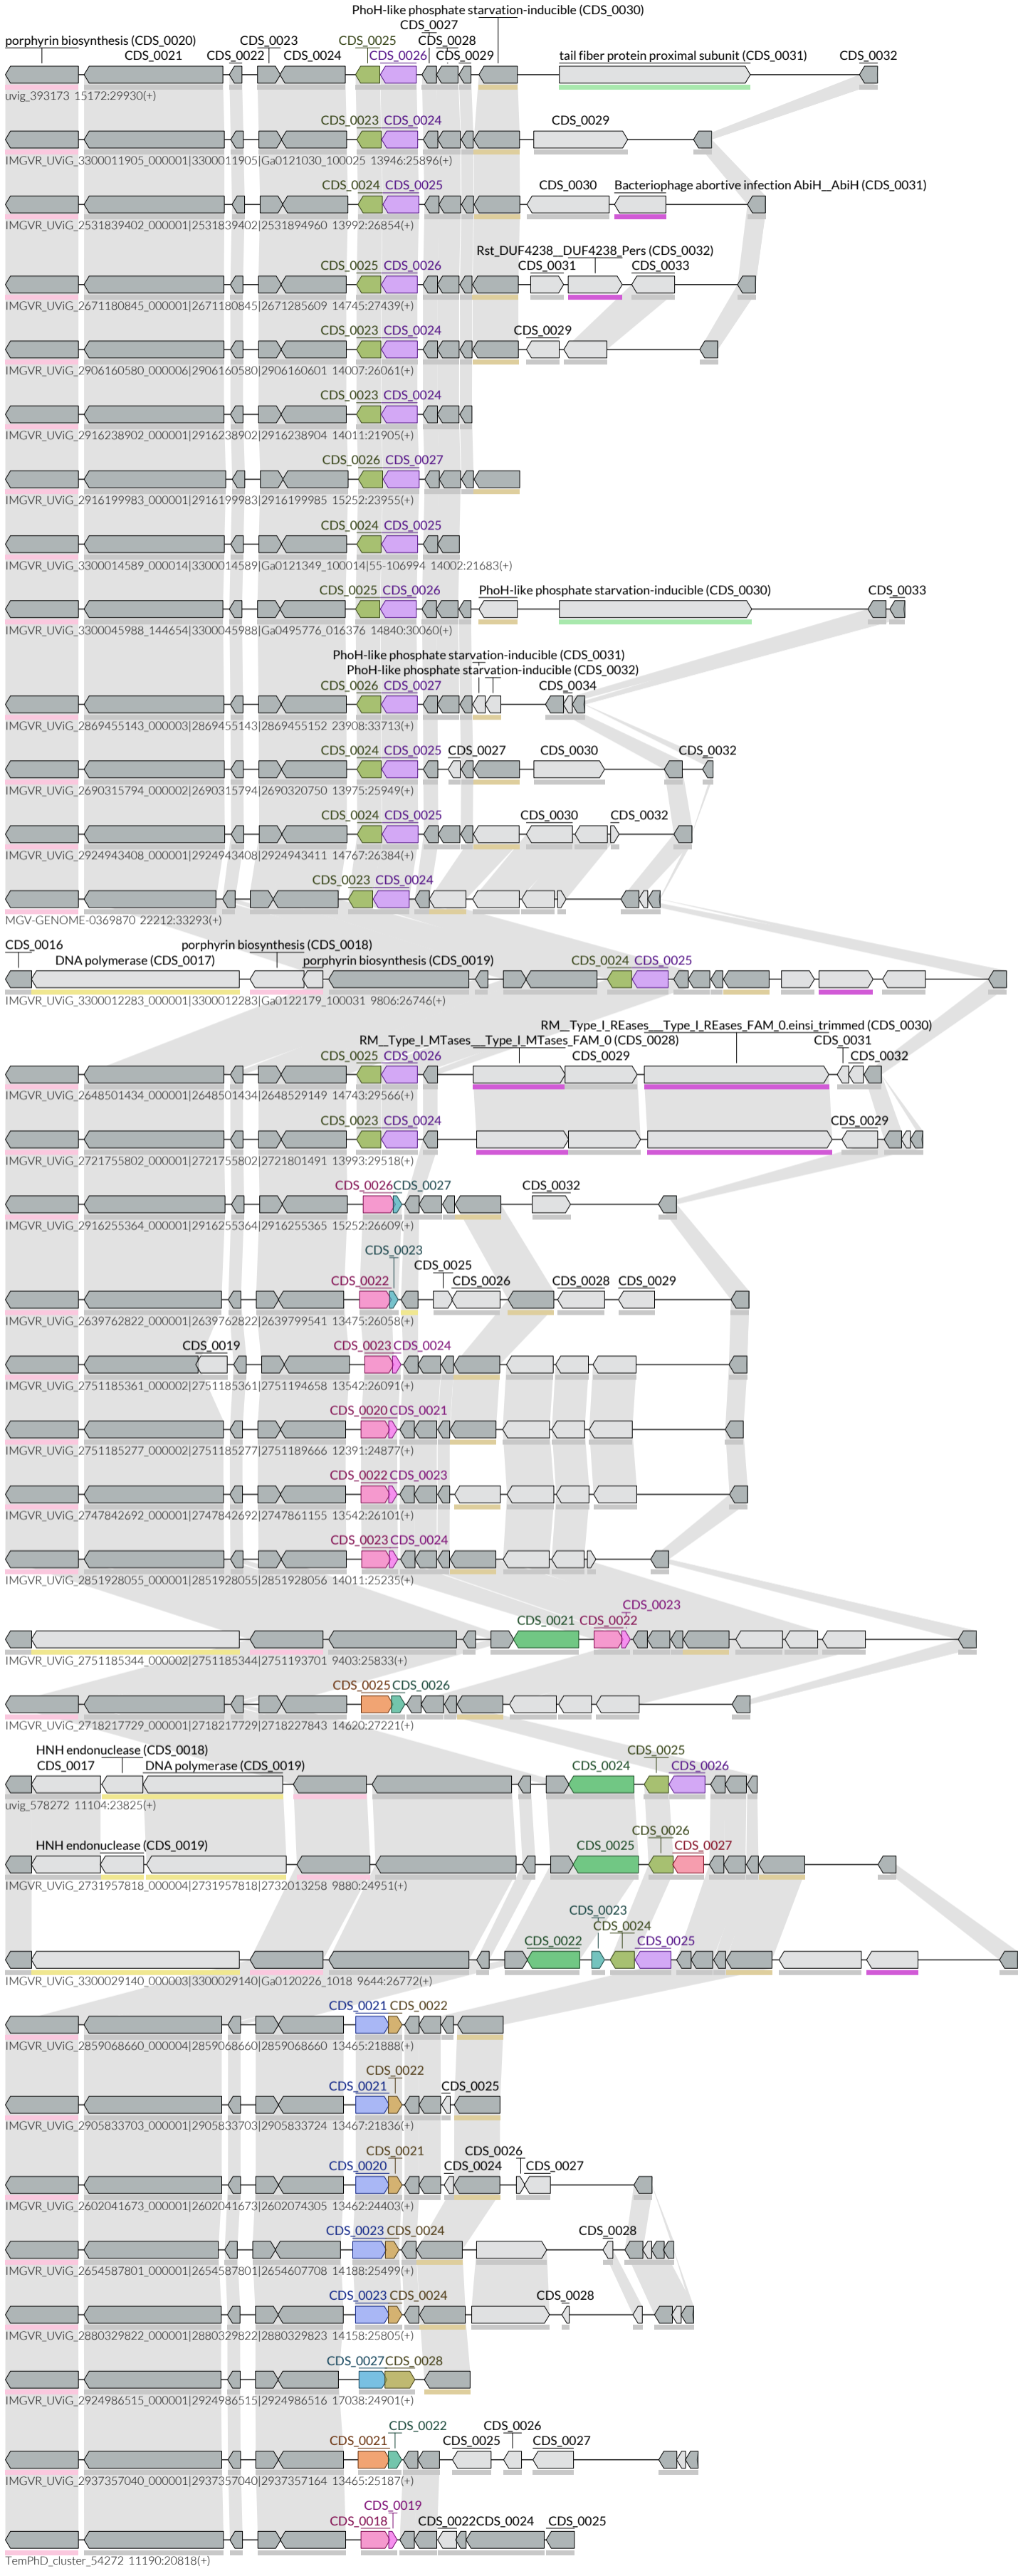 PhoH-like phosphate starvation-inducible (CDS_0030)
CDS_0027
porphyrin biosynthesis (CDS_0020) CDS_0023 CDS_0025 CDS_0028
CDS_0021 CDS_0022 CDS_0024 CDS_0026 CDS_0029 tail fiber protein proximal subunit (CDS_0031) CDS_0032
uvig_393173 15172:29930(+)
CDS_0023 CDS_0024 CDS_0029
IMGVR_UViG_3300011905_000001|3300011905|Ga0121030_100025 13946:25896(+)
CDS_0024 CDS_0025 CDS_0030 Bacteriophage abortive infection AbiH__AbiH (CDS_0031)
IMGVR_UViG_2531839402_000001|2531839402|2531894960 13992:26854(+)
Rst_DUF4238__DUF4238_Pers (CDS_0032)
CDS_0025 CDS_0026 CDS_0031 CDS_0033
IMGVR_UViG_2671180845_000001|2671180845|2671285609 14745:27439(+)
CDS_0023 CDS_0024 CDS_0029
IMGVR_UViG_2906160580_000006|2906160580|2906160601 14007:26061(+)
CDS_0023 CDS_0024
IMGVR_UViG_2916238902_000001|2916238902|2916238904 14011:21905(+)
CDS_0026 CDS_0027
IMGVR_UViG_2916199983_000001|2916199983|2916199985 15252:23955(+)
CDS_0024 CDS_0025
IMGVR_UViG_3300014589_000014|3300014589|Ga0121349_100014|55-106994 14002:21683(+)
CDS_0025 CDS_0026 PhoH-like phosphate starvation-inducible (CDS_0030) CDS_0033
IMGVR_UViG_3300045988_144654|3300045988|Ga0495776_016376 14840:30060(+)
PhoH-like phosphate starvation-inducible (CDS_0031)
PhoH-like phosphate starvation-inducible (CDS_0032)
CDS_0026 CDS_0027 CDS_0034
IMGVR_UViG_2869455143_000003|2869455143|2869455152 23908:33713(+)
CDS_0024 CDS_0025 CDS_0027 CDS_0030 CDS_0032
IMGVR_UViG_2690315794_000002|2690315794|2690320750 13975:25949(+)
CDS_0024 CDS_0025 CDS_0030 CDS_0032
IMGVR_UViG_2924943408_000001|2924943408|2924943411 14767:26384(+)
CDS_0023 CDS_0024
MGV-GENOME-0369870 22212:33293(+)
CDS_0016 porphyrin biosynthesis (CDS_0018)
DNA polymerase (CDS_0017) porphyrin biosynthesis (CDS_0019) CDS_0024 CDS_0025
IMGVR_UViG_3300012283_000001|3300012283|Ga0122179_100031 9806:26746(+)
RM__Type_I_REases___Type_I_REases_FAM_0.einsi_trimmed (CDS_0030)
RM__Type_I_MTases___Type_I_MTases_FAM_0 (CDS_0028) CDS_0031
CDS_0025 CDS_0026 CDS_0029 CDS_0032
IMGVR_UViG_2648501434_000001|2648501434|2648529149 14743:29566(+)
CDS_0023 CDS_0024 CDS_0029
IMGVR_UViG_2721755802_000001|2721755802|2721801491 13993:29518(+)
CDS_0026 CDS_0027 CDS_0032
IMGVR_UViG_2916255364_000001|2916255364|2916255365 15252:26609(+)
CDS_0023
CDS_0025
CDS_0022 CDS_0026 CDS_0028 CDS_0029
IMGVR_UViG_2639762822_000001|2639762822|2639799541 13475:26058(+)
CDS_0019 CDS_0023 CDS_0024
IMGVR_UViG_2751185361_000002|2751185361|2751194658 13542:26091(+)
CDS_0020 CDS_0021
IMGVR_UViG_2751185277_000002|2751185277|2751189666 12391:24877(+)
CDS_0022 CDS_0023
IMGVR_UViG_2747842692_000001|2747842692|2747861155 13542:26101(+)
CDS_0023 CDS_0024
IMGVR_UViG_2851928055_000001|2851928055|2851928056 14011:25235(+)
CDS_0023
CDS_0021 CDS_0022
IMGVR_UViG_2751185344_000002|2751185344|2751193701 9403:25833(+)
CDS_0025 CDS_0026
IMGVR_UViG_2718217729_000001|2718217729|2718227843 14620:27221(+)
HNH endonuclease (CDS_0018) CDS_0025
CDS_0017 DNA polymerase (CDS_0019) CDS_0024 CDS_0026
uvig_578272 11104:23825(+)
CDS_0026
HNH endonuclease (CDS_0019) CDS_0025 CDS_0027
IMGVR_UViG_2731957818_000004|2731957818|2732013258 9880:24951(+)
CDS_0023
CDS_0024
CDS_0022 CDS_0025
IMGVR_UViG_3300029140_000003|3300029140|Ga0120226_1018 9644:26772(+)
CDS_0021 CDS_0022
IMGVR_UViG_2859068660_000004|2859068660|2859068660 13465:21888(+)
CDS_0022
CDS_0021 CDS_0025
IMGVR_UViG_2905833703_000001|2905833703|2905833724 13467:21836(+)
CDS_0021 CDS_0026
CDS_0020 CDS_0024 CDS_0027
IMGVR_UViG_2602041673_000001|2602041673|2602074305 13462:24403(+)
CDS_0023 CDS_0024 CDS_0028
IMGVR_UViG_2654587801_000001|2654587801|2654607708 14188:25499(+)
CDS_0023 CDS_0024 CDS_0028
IMGVR_UViG_2880329822_000001|2880329822|2880329823 14158:25805(+)
CDS_0027 CDS_0028
IMGVR_UViG_2924986515_000001|2924986515|2924986516 17038:24901(+)
CDS_0022 CDS_0026
CDS_0021 CDS_0025 CDS_0027
IMGVR_UViG_2937357040_000001|2937357040|2937357164 13465:25187(+)
CDS_0019
CDS_0018 CDS_0022 CDS_0024 CDS_0025
TemPhD_cluster_54272 11190:20818(+)